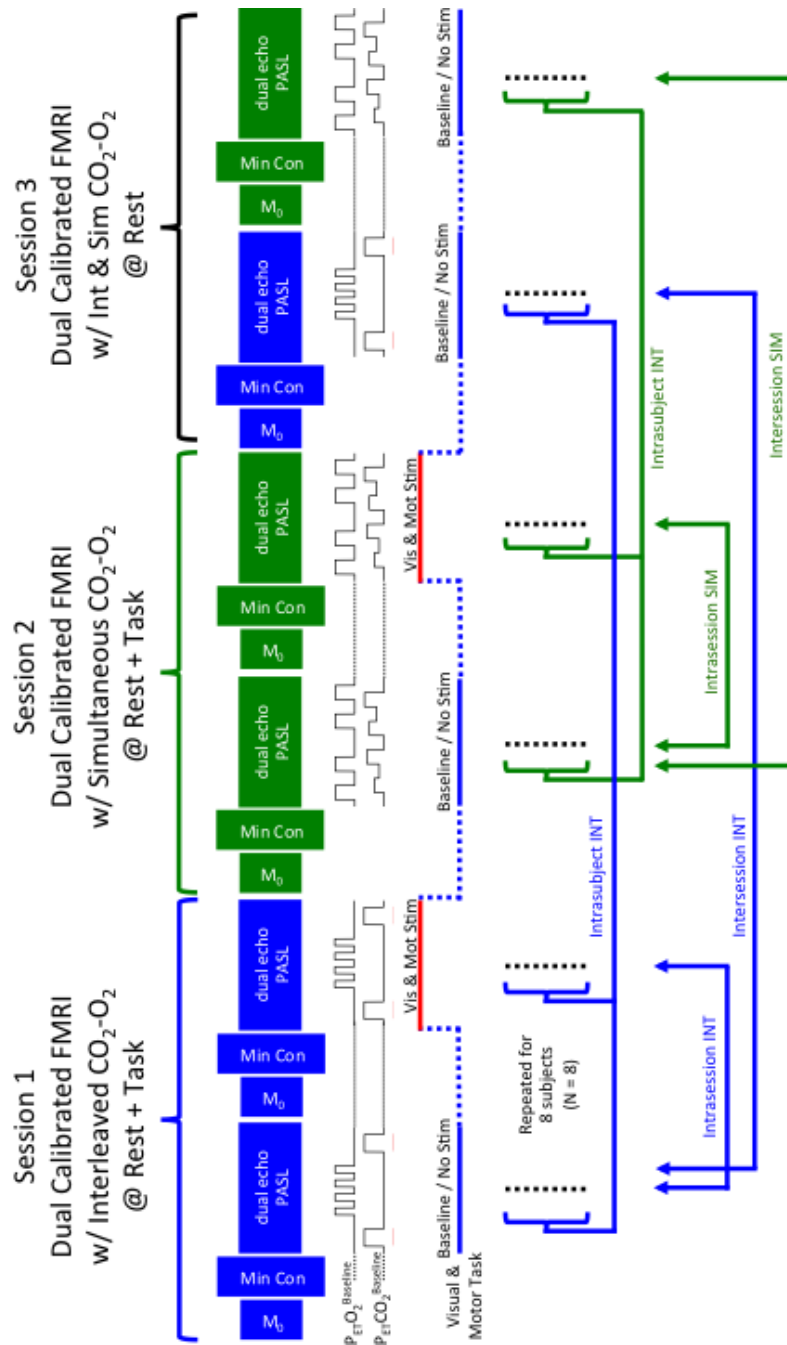 Session 1
Dual Calibrated FMRI
w/ Interleaved CO₂-O₂
@ Rest + Task
Session 2
Dual Calibrated FMRI
w/ Simultaneous CO₂-O₂
@ Rest + Task
Session 3
Dual Calibrated FMRI
w/ Int & Sim CO₂-O₂
@ Rest
M₀
Min Con
dual echo
PASL
M₀
Min Con
dual echo
PASL
M₀
Min Con
dual echo
PASL
M₀
Min Con
dual echo
PASL
M₀
Min Con
dual echo
PASL
M₀
Min Con
dual echo
PASL
P_ETO₂ Baseline
P_ETCO₂ Baseline
Visual &
Motor Task
Baseline / No Stim
Vis & Mot Stim
Baseline / No Stim
Vis & Mot Stim
Baseline / No Stim
Baseline / No Stim
Repeated for
8 subjects
(N = 8)
Intrasubject INT
Intrasubject INT
Intrasession INT
Intrasession SIM
Intersession INT
Intersession SIM